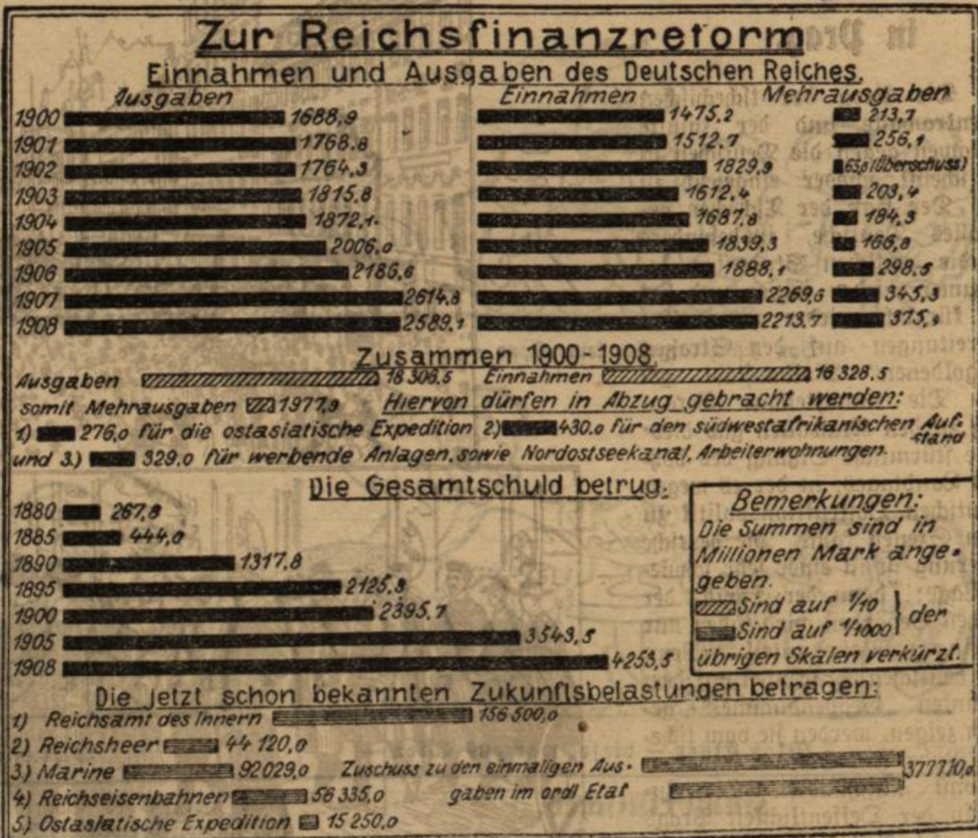 Zur Reichsfinanzreform
Einnahmen und Ausgaben des Deutschen Reiches.
Ausgaben Einnahmen Mehrausgaben
1900 1688,9 1475,2 213,7
1901 1768,8 1512,7 256,1
1902 1764,3 1829,9 65,6 (Überschuss)
1903 1815,8 1612,4 203,4
1904 1872,1 1687,8 184,3
1905 2006,0 1839,3 166,8
1906 2186,6 1888,1 298,5
1907 2614,8 2269,5 345,3
1908 2589,1 2213,7 375,4
Zusammen 1900-1908.
Ausgaben 18 306,5 Einnahmen 16 328,5
somit Mehrausgaben 1977,9 Hiervon dürfen in Abzug gebracht werden:
1) 276,0 für die ostasiatische Expedition 2) 430,0 für den südwestafrikanischen Auf-
stand
und 3.) 329,0 für werbende Anlagen, sowie Nordostseekanal, Arbeiterwohnungen
Die Gesamtschuld betrug:
1880 267,8
1885 444,0
1890 1317,8
1895 2125,3
1900 2395,7
1905 3543,5
1908 4253,5
Bemerkungen:
Die Summen sind in
Millionen Mark ange-
geben.
Sind auf 1/10
Sind auf 1/1000 der
übrigen Skalen verkürzt.
Die jetzt schon bekannten Zukunftsbelastungen betragen:
1) Reichsamt des Innern 156 500,0
2) Reichsheer 44 120,0
3.) Marine 92029,0 Zuschuss zu den einmaligen Aus-
gaben im ordl Etat 377710,0
4) Reichseisenbahnen 56 335,0
5.) Ostasiatische Expedition 15 250,0